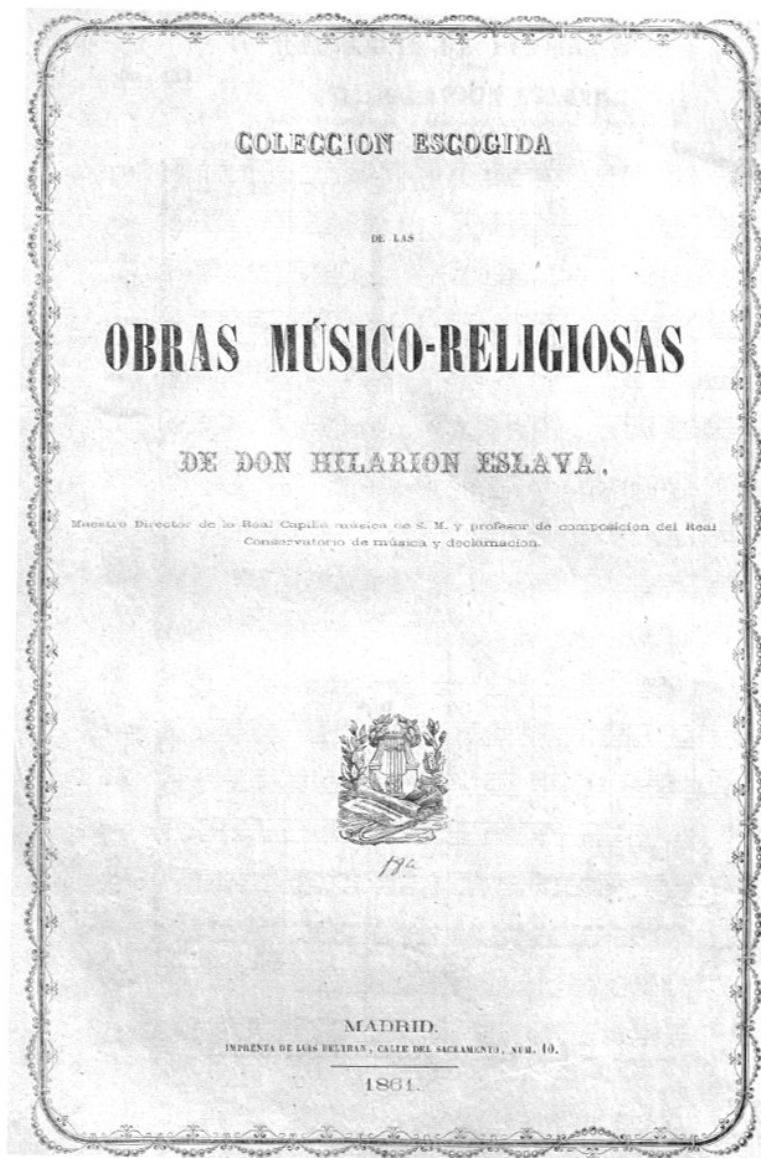 COLECCION ESCOGIDA
DE LAS
OBRAS MÚSICO-RELIGIOSAS
DE DON HILARION ESLAVA,
Maestro Director de la Real Capilla música de S. M. y profesor de composicion del Real
Conservatorio de música y declamacion.
MADRID.
IMPRENTA DE LUIS BELTRAN, CALLE DEL SACRAMENTO, NUM. 10.
1861.